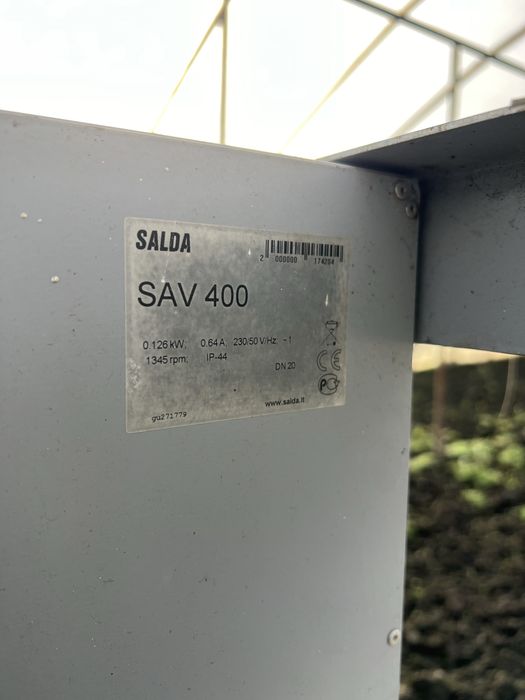 SALDA
2 000000 174204
SAV 400
0.126 kW; 0.64 A; 230/50 V/Hz; ~1
1345 rpm; IP-44
DN 20
CE
www.salda.lt
gu271779